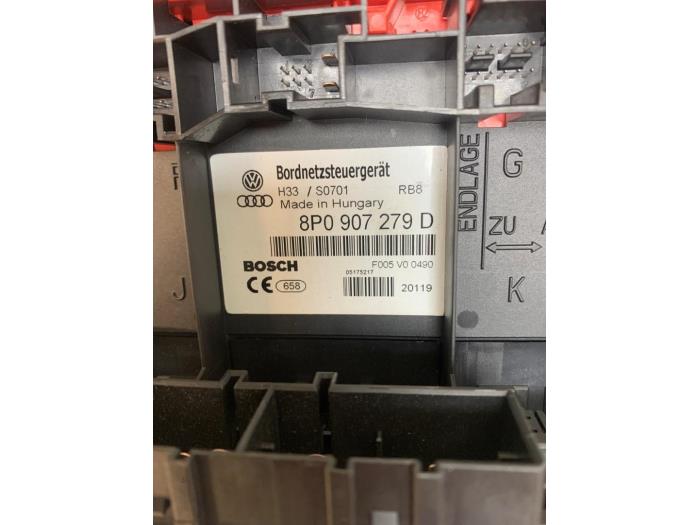 Bordnetzsteuergerät
H33 / S0701 RB8
Made in Hungary
8P0 907 279 D
BOSCH F005 V0 0490
05175217
CE 658 20119
J
ENDLAGE
G
ZU
K